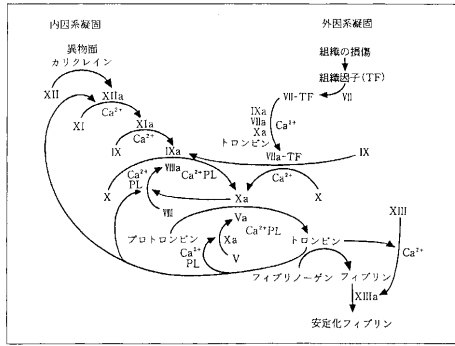 内因系凝固
外因系凝固
異物面
カリクレイン
組織の損傷
組織因子(TF)
XII
XIIa
VII-TF
VII
Ca²⁺
IXa
VIIa
Xa
トロンビン
Ca²⁺
XI
XIa
Ca²⁺
IX
IXa
VIIa-TF
IX
Ca²⁺
PL
VIIIa
Ca²⁺PL
Ca²⁺
X
Xa
X
VIII
XIII
Va
プロトロンビン
Ca²⁺PL
トロンビン
Ca²⁺
Ca²⁺
PL
Xa
V
フィブリノーゲン
フィブリン
XIIIa
安定化フィブリン